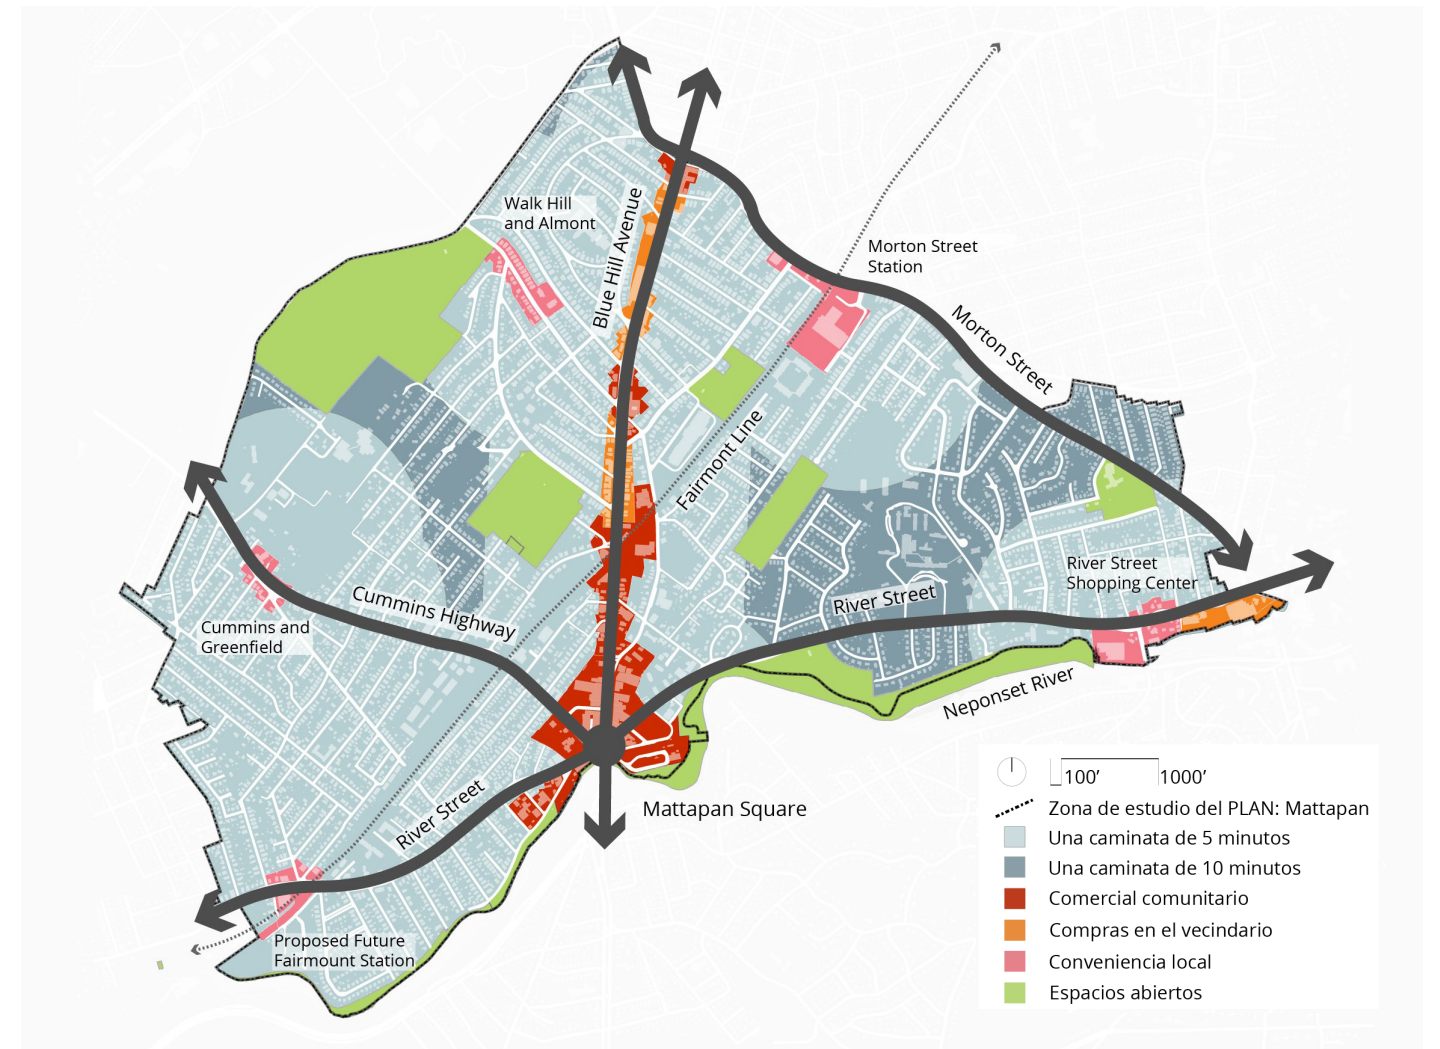 Walk Hill
and Almont
Blue Hill Avenue
Morton Street
Station
Morton Street
Fairmont Line
River Street
Shopping Center
River Street
Cummins Highway
Cummins and
Greenfield
Neponset River
Mattapan Square
River Street
Proposed Future
Fairmount Station
100’
1000’
Zona de estudio del PLAN: Mattapan
Una caminata de 5 minutos
Una caminata de 10 minutos
Comercial comunitario
Compras en el vecindario
Conveniencia local
Espacios abiertos